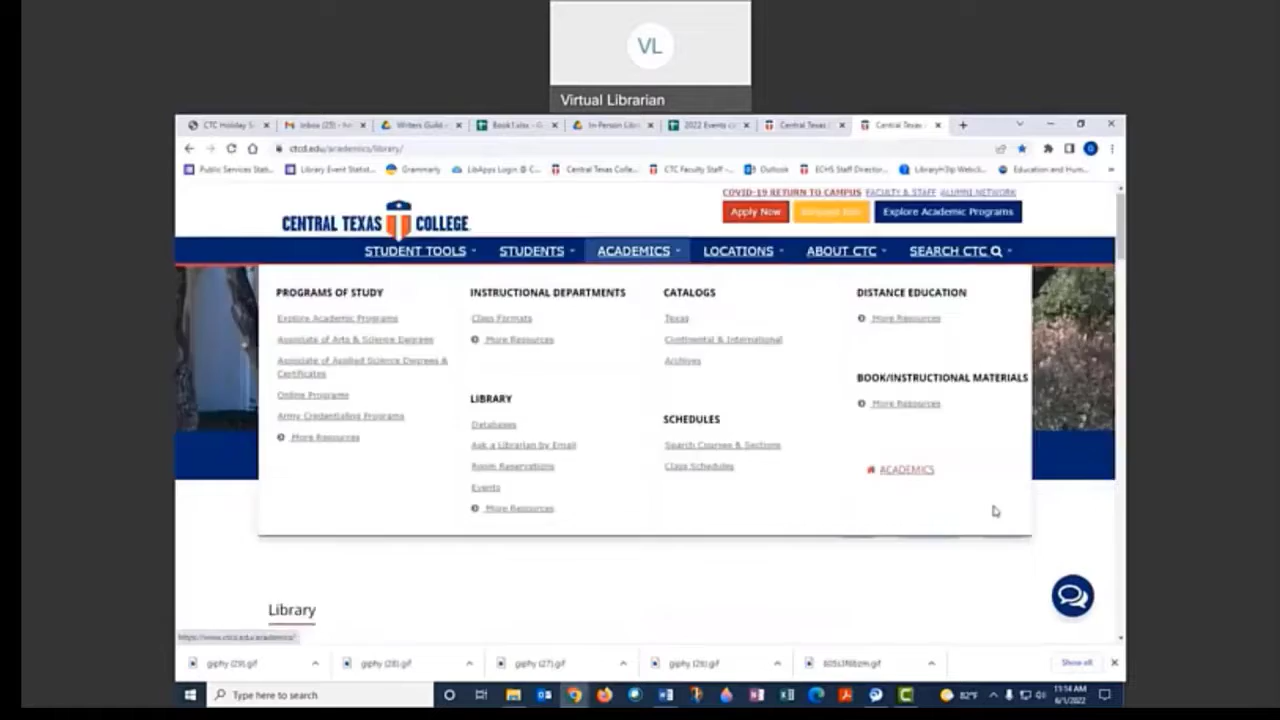 VL
Virtual Librarian
CTC Holiday S
Writers Guild
Book1.xlsx
In-Person Libr
2022 Events c
Central Texas
Central Texas
ctcd.edu/academics/library/
Public Services Stati...
Library Event Statist...
Grammarly
LibApps Login @ C...
Central Texas Colle...
CTC Faculty Staff -...
Outlook
ECHS Staff Director...
Education and Hum...
COVID-19 RETURN TO CAMPUS FACULTY & STAFF ALUMNI NETWORK
CENTRAL TEXAS COLLEGE
Apply Now
Explore Academic Programs
STUDENT TOOLS
STUDENTS
ACADEMICS
LOCATIONS
ABOUT CTC
SEARCH CTC
PROGRAMS OF STUDY
Explore Academic Programs
Associate of Arts & Science Degrees
Associate of Applied Science Degrees &
Certificates
Online Programs
Army Credentialing Programs
More Resources
INSTRUCTIONAL DEPARTMENTS
Class Formats
More Resources
LIBRARY
Databases
Ask a Librarian by Email
Room Reservations
Events
More Resources
CATALOGS
Texas
Continental & International
Archives
SCHEDULES
Search Courses & Sections
Class Schedules
DISTANCE EDUCATION
More Resources
BOOK/INSTRUCTIONAL MATERIALS
More Resources
ACADEMICS
Library
https://www.ctcd.edu/academics/
giphy (29).gif
giphy (28).gif
giphy (27).gif
giphy (26).gif
Show all
Type here to search
82°F
11:14 AM
6/1/2022